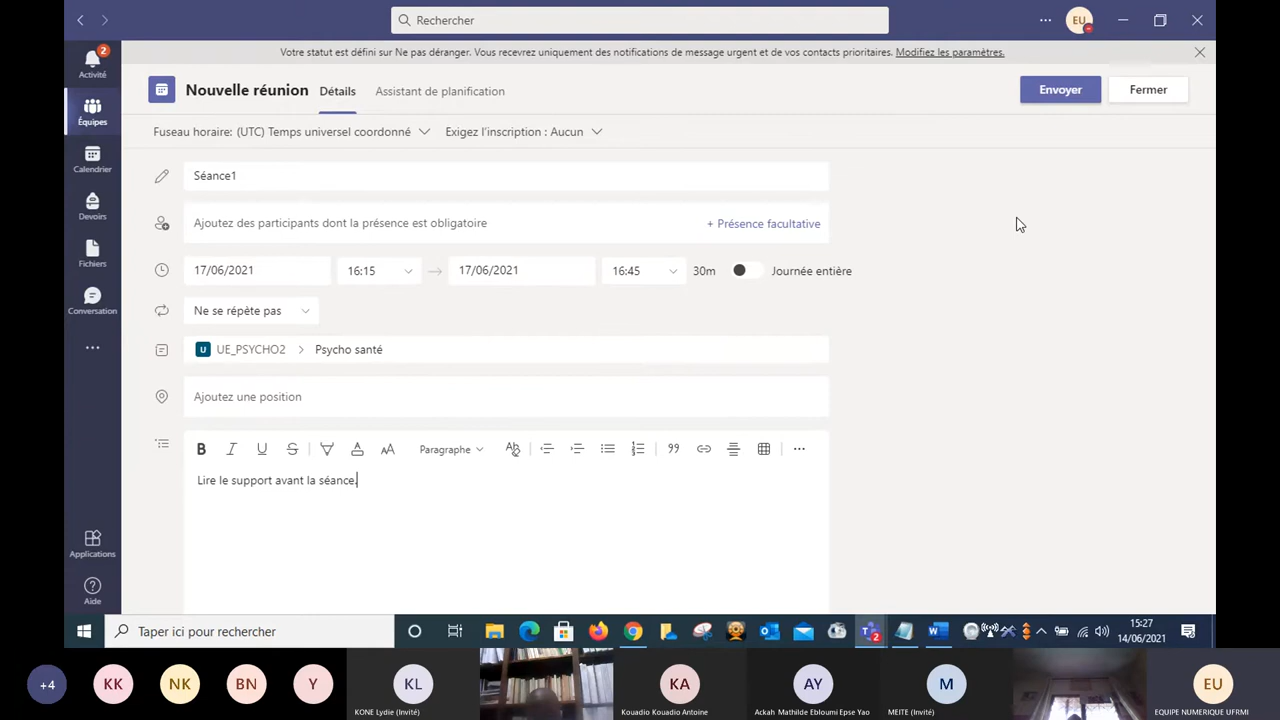 Rechercher
EU
2
Activité
Équipes
Calendrier
Devoirs
Fichiers
Conversation
Applications
Aide
Votre statut est défini sur Ne pas déranger. Vous recevrez uniquement des notifications de message urgent et de vos contacts prioritaires. Modifiez les paramètres.
Nouvelle réunion Détails Assistant de planification Envoyer Fermer
Fuseau horaire: (UTC) Temps universel coordonné Exigez l'inscription : Aucun
Séance1
Ajoutez des participants dont la présence est obligatoire + Présence facultative
17/06/2021 16:15 17/06/2021 16:45 30m Journée entière
Ne se répète pas
U UE_PSYCHO2 > Psycho santé
Ajoutez une position
B I U S A AA Paragraphe Ab
Lire le support avant la séance.
Taper ici pour rechercher
2
15:27
14/06/2021
+4 KK NK BN Y KL KA AY M EU
KONE Lydie (Invité) Kouadio Kouadio Antoine Ackah Mathilde Ebloumi Epse Yao MEITE (Invité) EQUIPE NUMERIQUE UFRMI